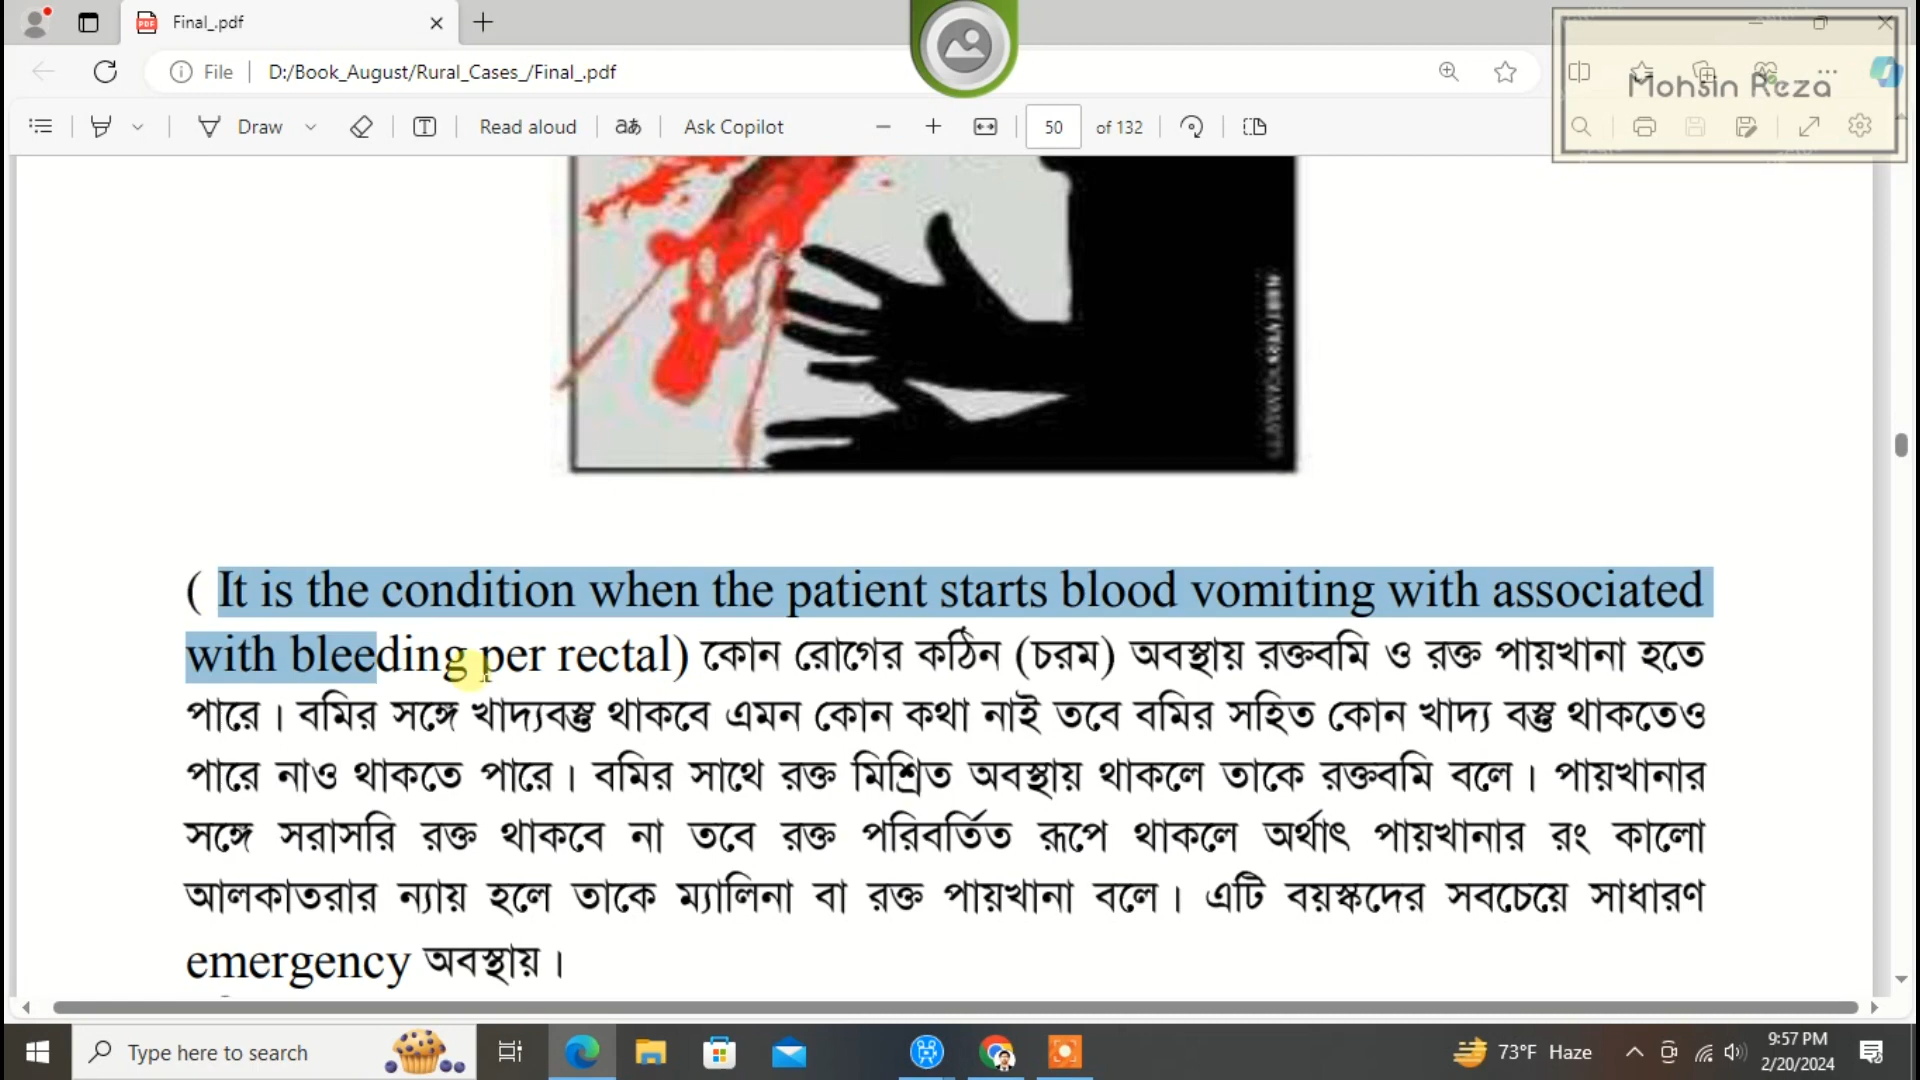 Final_.pdf
File D:/Book_August/Rural_Cases_/Final_.pdf
Mohsin Reza
Draw Read aloud aあ Ask Copilot 50 of 132
( It is the condition when the patient starts blood vomiting with associated
with bleeding per rectal) কোন রোগের কঠিন (চরম) অবস্থায় রক্তবমি ও রক্ত পায়খানা হতে
পারে। বমির সঙ্গে খাদ্যবস্তু থাকবে এমন কোন কথা নাই তবে বমির সহিত কোন খাদ্য বস্তু থাকতেও
পারে নাও থাকতে পারে। বমির সাথে রক্ত মিশ্রিত অবস্থায় থাকলে তাকে রক্তবমি বলে। পায়খানার
সঙ্গে সরাসরি রক্ত থাকবে না তবে রক্ত পরিবর্তিত রূপে থাকলে অর্থাৎ পায়খানার রং কালো
আলকাতরার ন্যায় হলে তাকে ম্যালিনা বা রক্ত পায়খানা বলে। এটি বয়স্কদের সবচেয়ে সাধারণ
emergency অবস্থায়।
Type here to search
73°F Haze
9:57 PM
2/20/2024